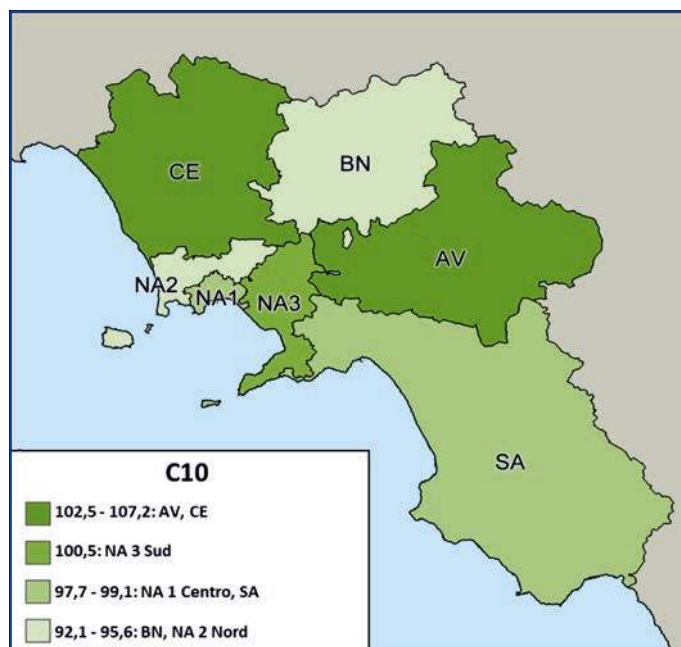 CE
BN
AV
NA2
NA1
NA3
SA
C10
102,5 - 107,2: AV, CE
100,5: NA 3 Sud
97,7 - 99,1: NA 1 Centro, SA
92,1 - 95,6: BN, NA 2 Nord